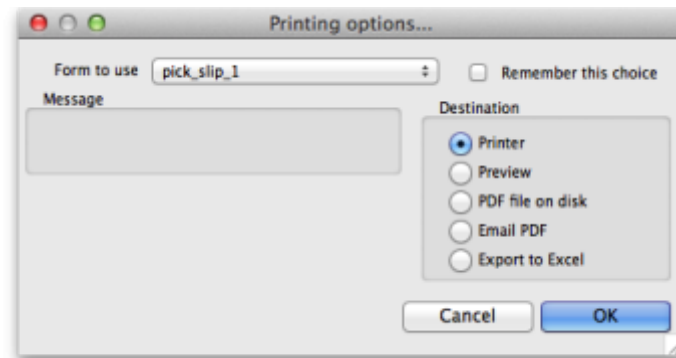 Printing options...
Form to use pick_slip_1 Remember this choice
Message
Destination
Printer
Preview
PDF file on disk
Email PDF
Export to Excel
Cancel OK